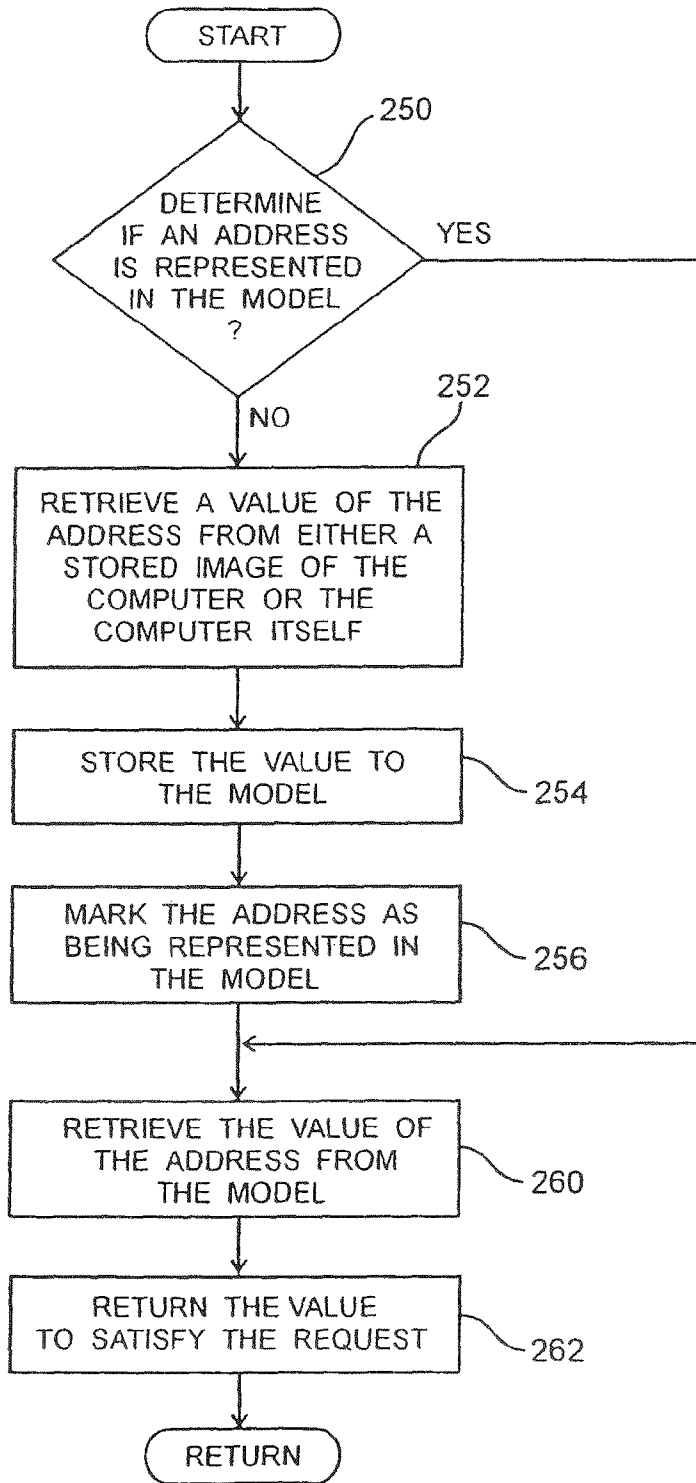 START
250
DETERMINE
IF AN ADDRESS
IS REPRESENTED
IN THE MODEL
?
YES
NO
252
RETRIEVE A VALUE OF THE
ADDRESS FROM EITHER A
STORED IMAGE OF THE
COMPUTER OR THE
COMPUTER ITSELF
STORE THE VALUE TO
THE MODEL
254
MARK THE ADDRESS AS
BEING REPRESENTED IN
THE MODEL
256
RETRIEVE THE VALUE OF
THE ADDRESS FROM
THE MODEL
260
RETURN THE VALUE
TO SATISFY THE REQUEST
262
RETURN